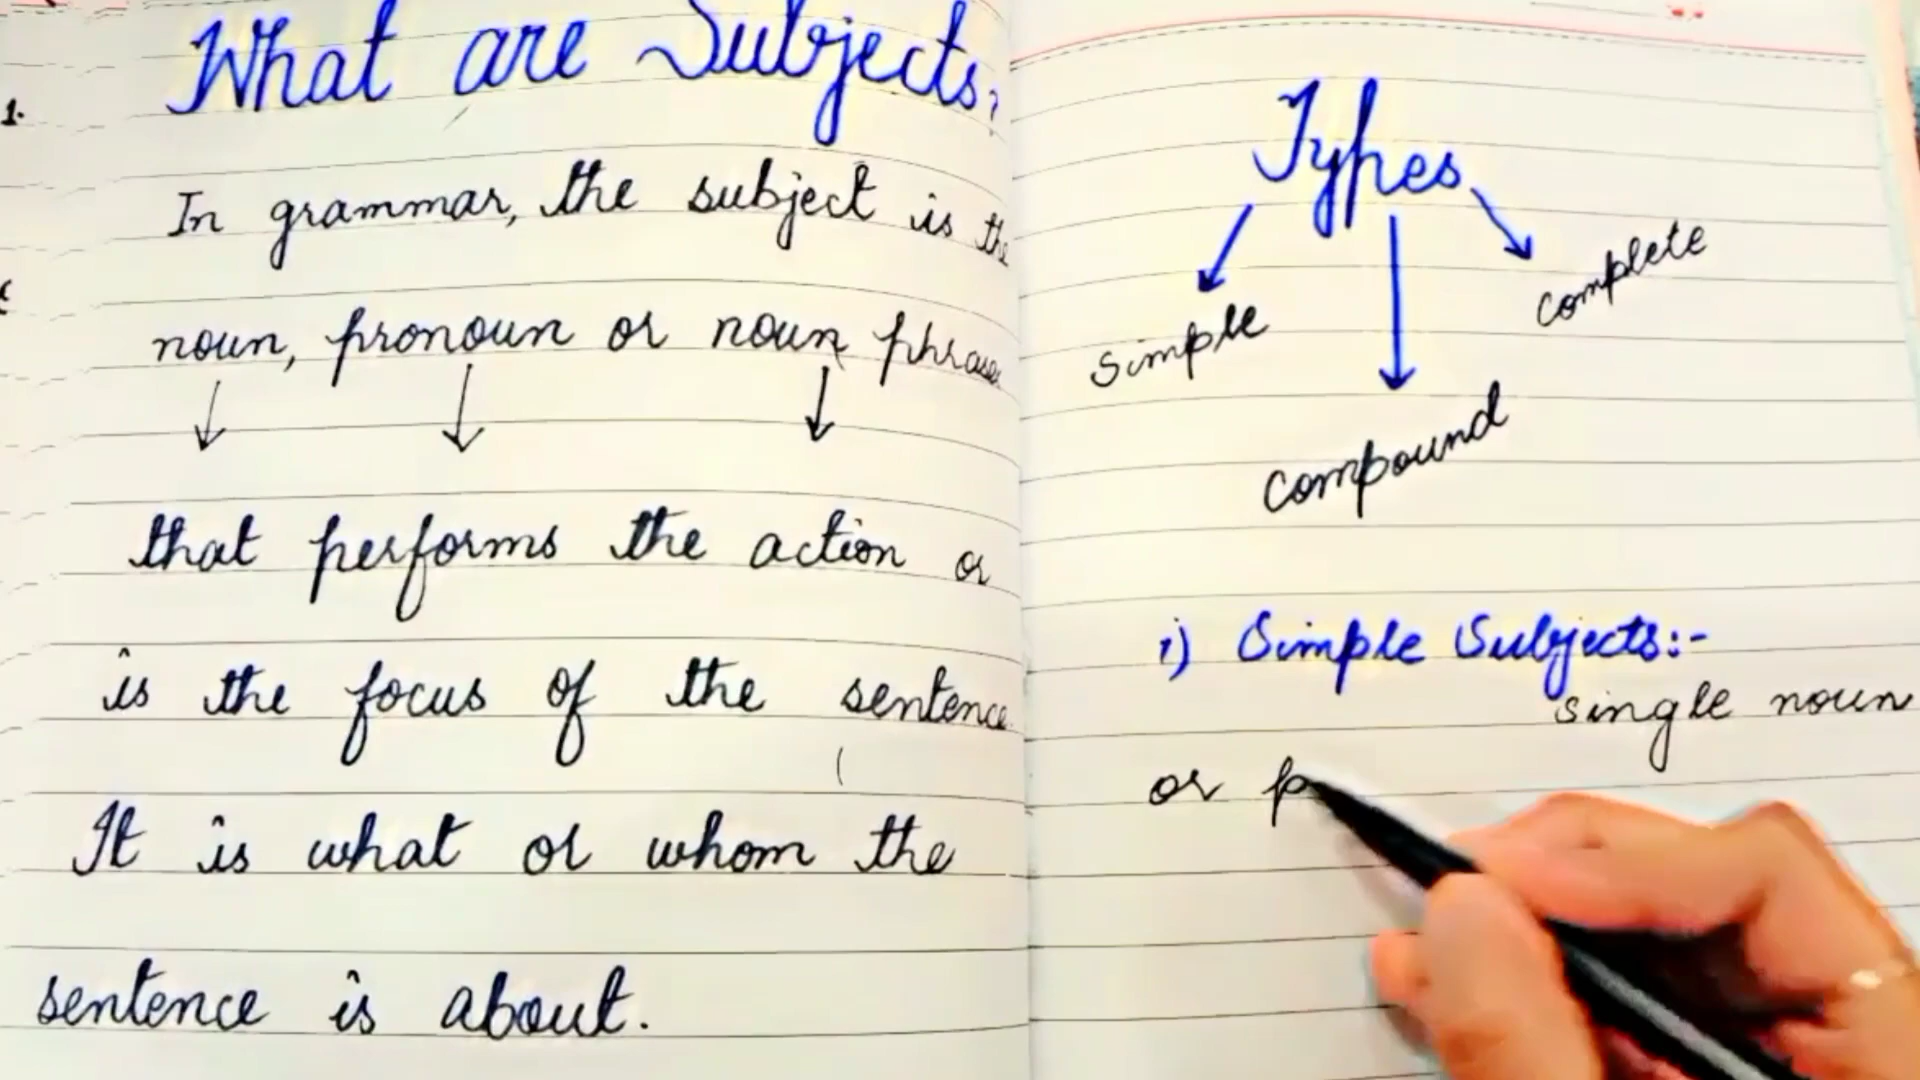 1.
What are Subjects?
In grammar, the subject is the
noun, pronoun or noun phrase
that performs the action or
is the focus of the sentence
It is what or whom the
sentence is about.
Types
Simple
complete
compound
i) Simple Subjects:-
single noun
or p